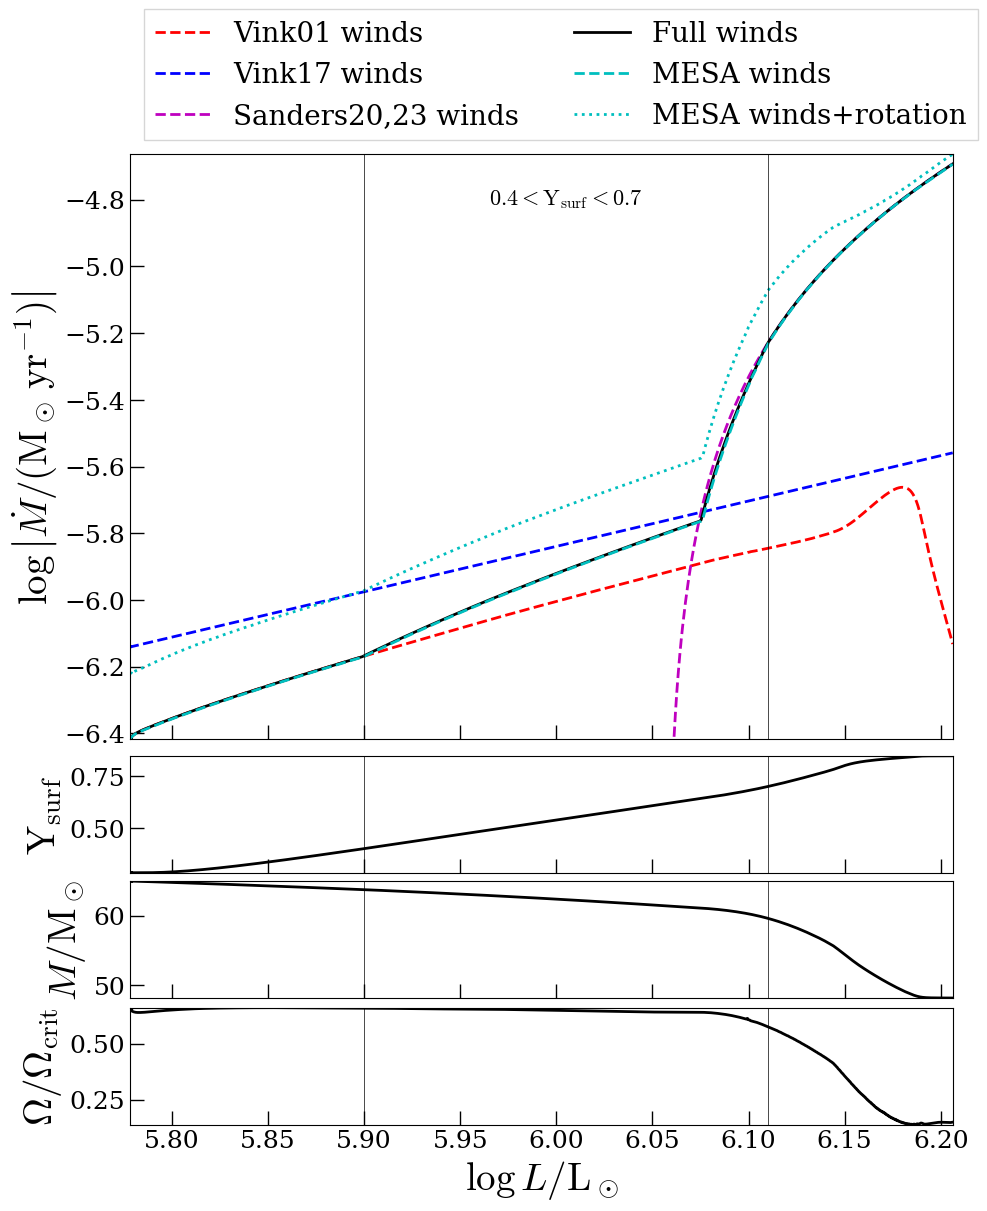 Vink01 winds
Vink17 winds
Sanders20,23 winds
Full winds
MESA winds
MESA winds+rotation
log |Ṁ/(M⊙ yr⁻¹)|
−4.8
−5.0
−5.2
−5.4
−5.6
−5.8
−6.0
−6.2
−6.4
0.4 < Y_surf < 0.7
Y_surf
0.75
0.50
M/M⊙
60
50
Ω/Ω_crit
0.50
0.25
5.80 5.85 5.90 5.95 6.00 6.05 6.10 6.15 6.20
log L/L⊙